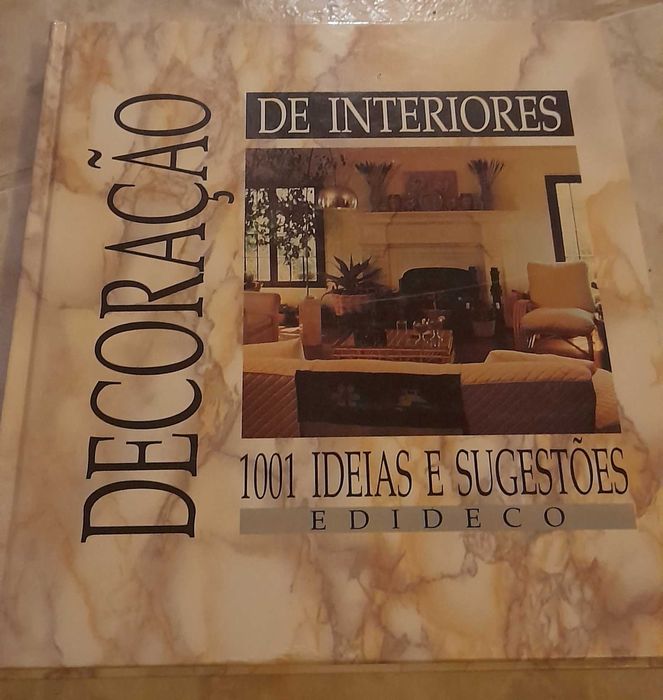 DECORAÇÃO
DE INTERIORES
1001 IDEIAS E SUGESTÕES
EDIDECO